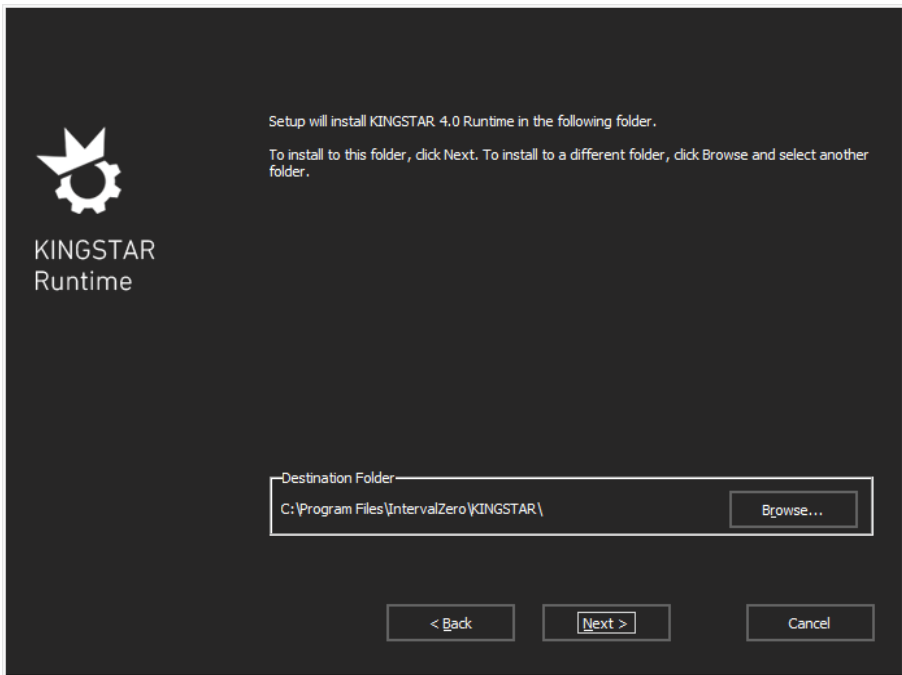 Setup will install KINGSTAR 4.0 Runtime in the following folder.
To install to this folder, click Next. To install to a different folder, click Browse and select another
folder.
KINGSTAR
Runtime
Destination Folder
C:\Program Files\IntervalZero\KINGSTAR\
Browse...
< Back
Next >
Cancel